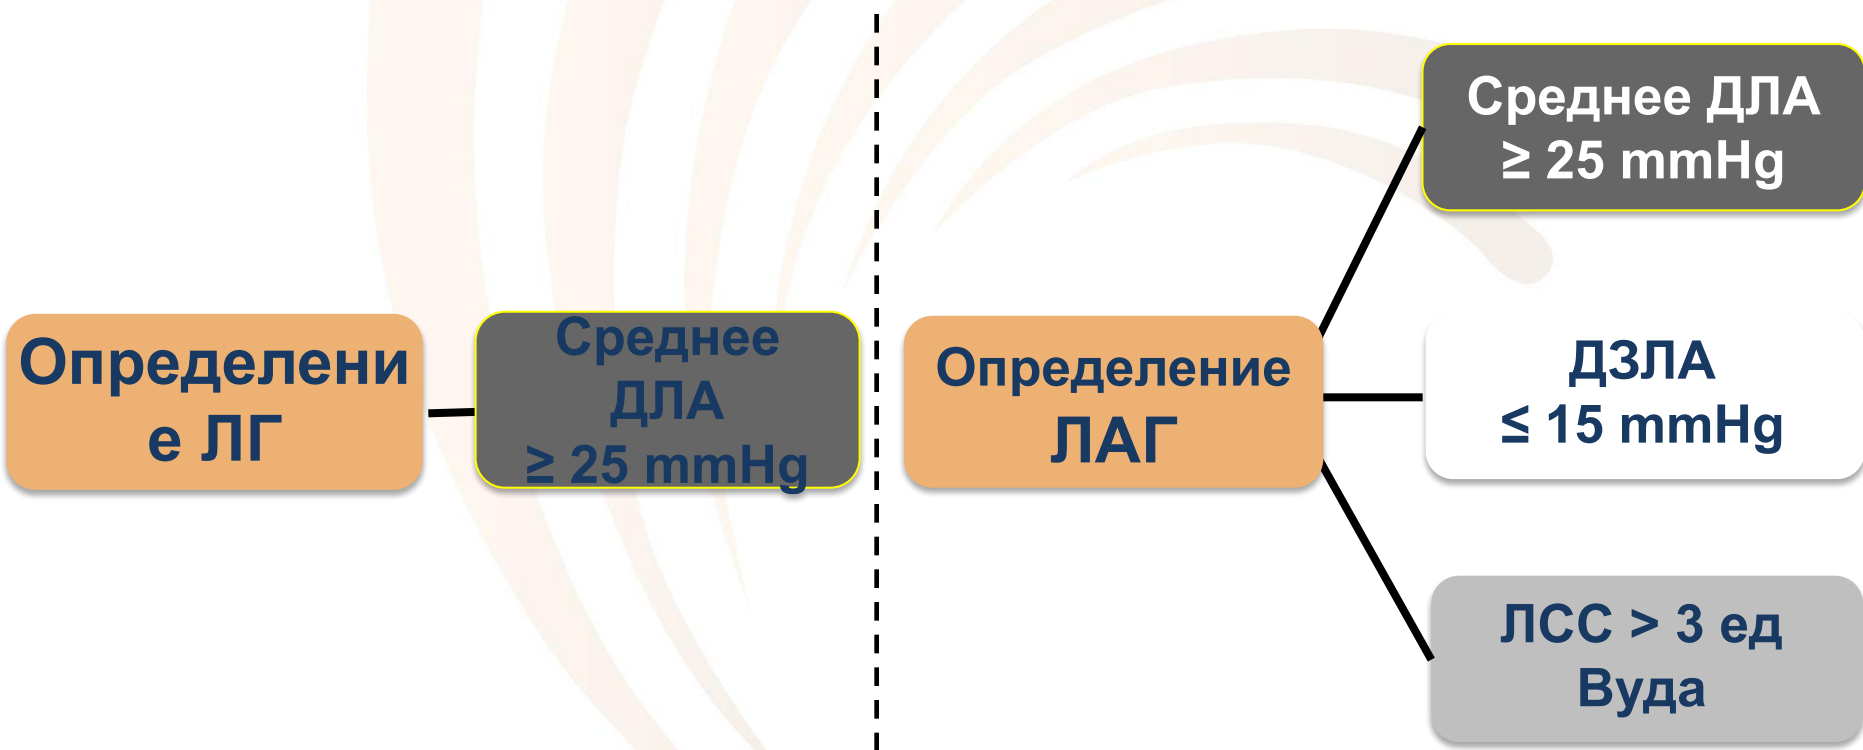 Определени
е ЛГ
Среднее
ДЛА
≥ 25 mmHg
Определение
ЛАГ
Среднее ДЛА
≥ 25 mmHg
ДЗЛА
≤ 15 mmHg
ЛСС > 3 ед
Вуда